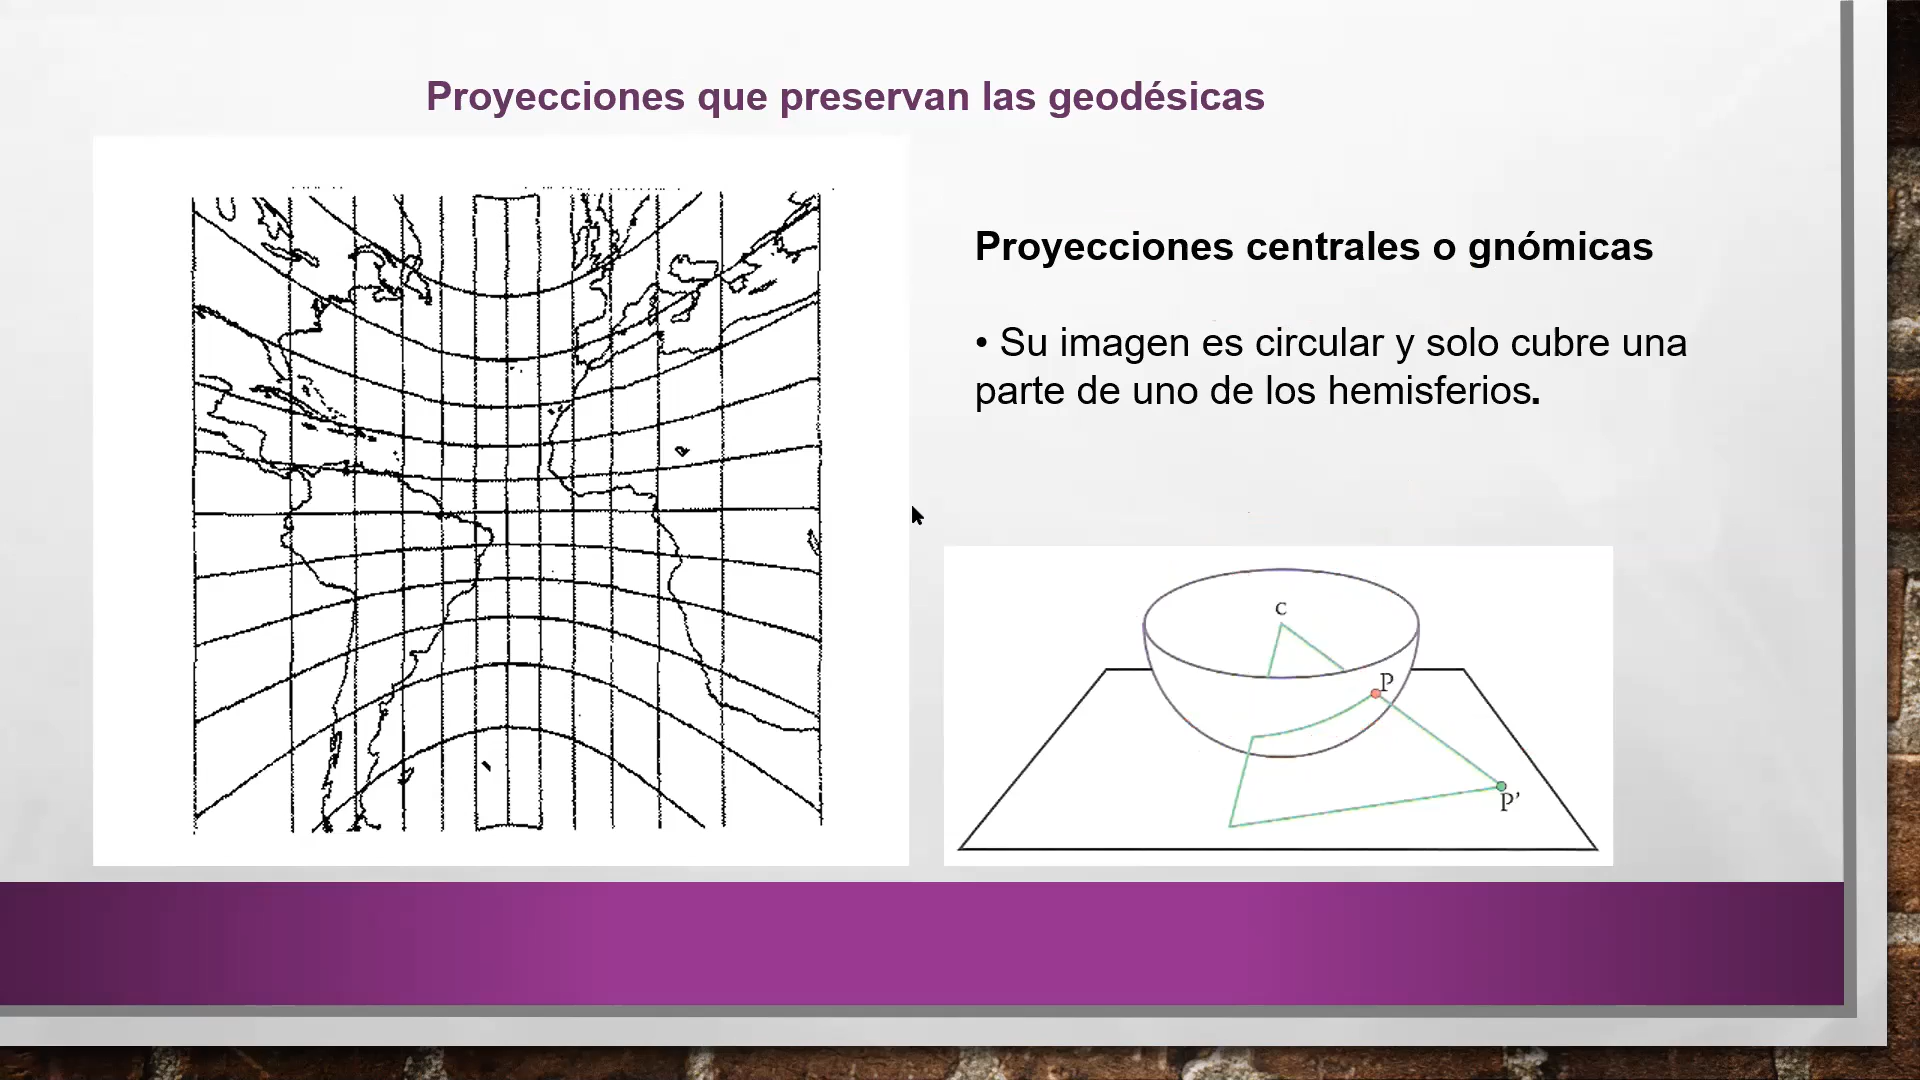 Proyecciones que preservan las geodésicas
Proyecciones centrales o gnómicas
• Su imagen es circular y solo cubre una
parte de uno de los hemisferios.
c
P
P’